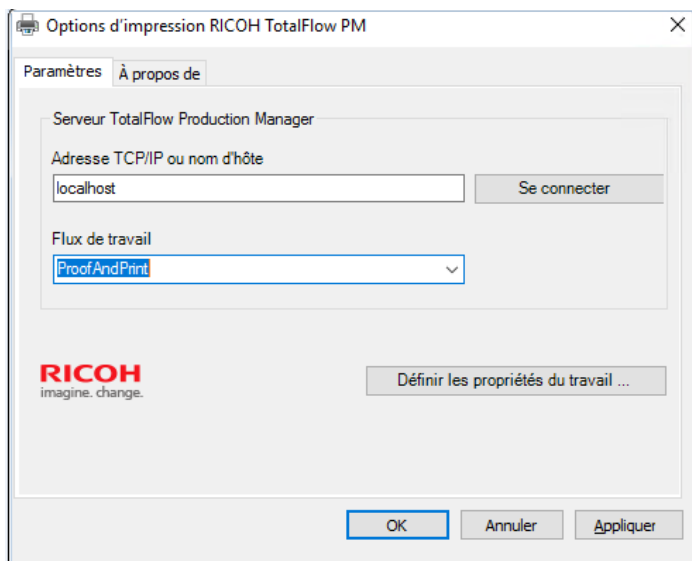 Options d'impression RICOH TotalFlow PM
Paramètres À propos de
Serveur TotalFlow Production Manager
Adresse TCP/IP ou nom d'hôte
localhost Se connecter
Flux de travail
ProofAndPrint
RICOH
imagine. change.
Définir les propriétés du travail ...
OK Annuler Appliquer